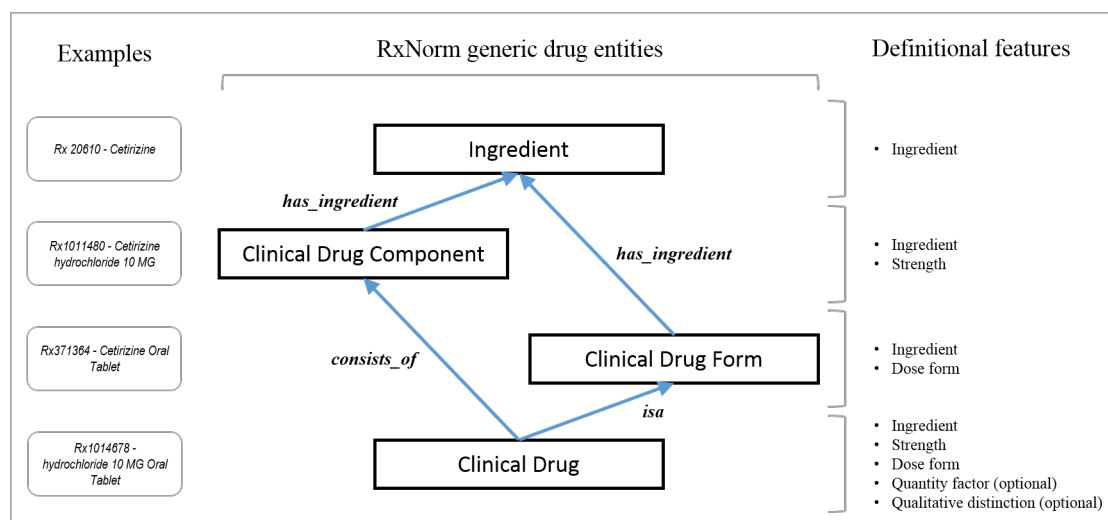 Examples
RxNorm generic drug entities
Definitional features
Rx 20610 - Cetirizine
Ingredient
• Ingredient
has_ingredient
Rx1011480 - Cetirizine
hydrochloride 10 MG
Clinical Drug Component
has_ingredient
• Ingredient
• Strength
Rx371364 - Cetirizine Oral
Tablet
consists_of
Clinical Drug Form
• Ingredient
• Dose form
isa
Rx1014678 -
hydrochloride 10 MG Oral
Tablet
Clinical Drug
• Ingredient
• Strength
• Dose form
• Quantity factor (optional)
• Qualitative distinction (optional)